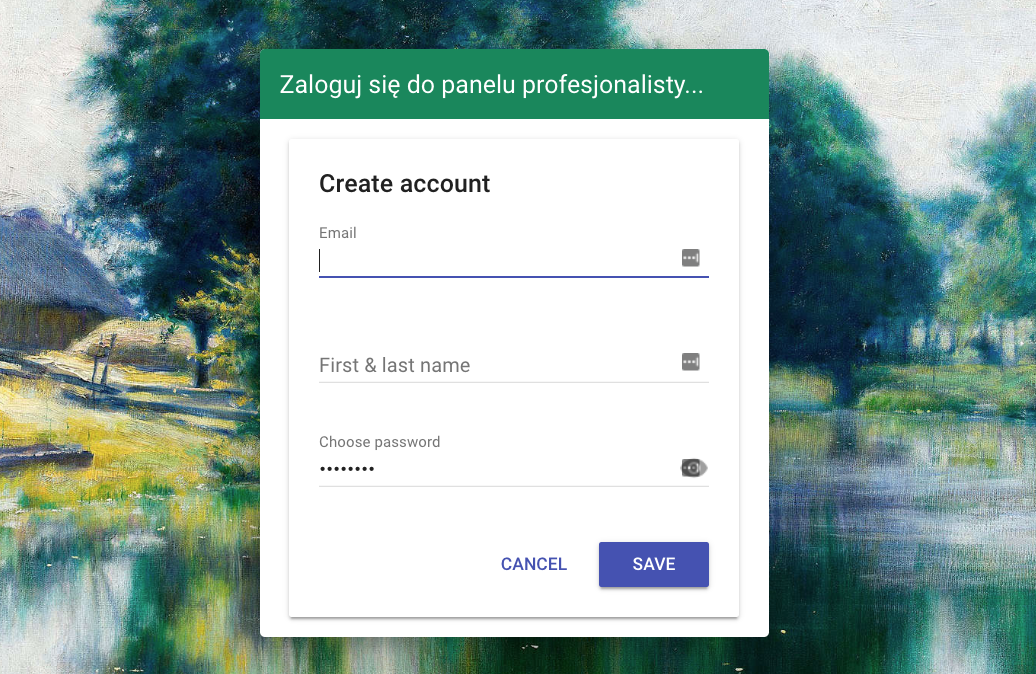 Zaloguj się do panelu profesjonalisty...
Create account
Email
First & last name
Choose password
••••••••
CANCEL
SAVE